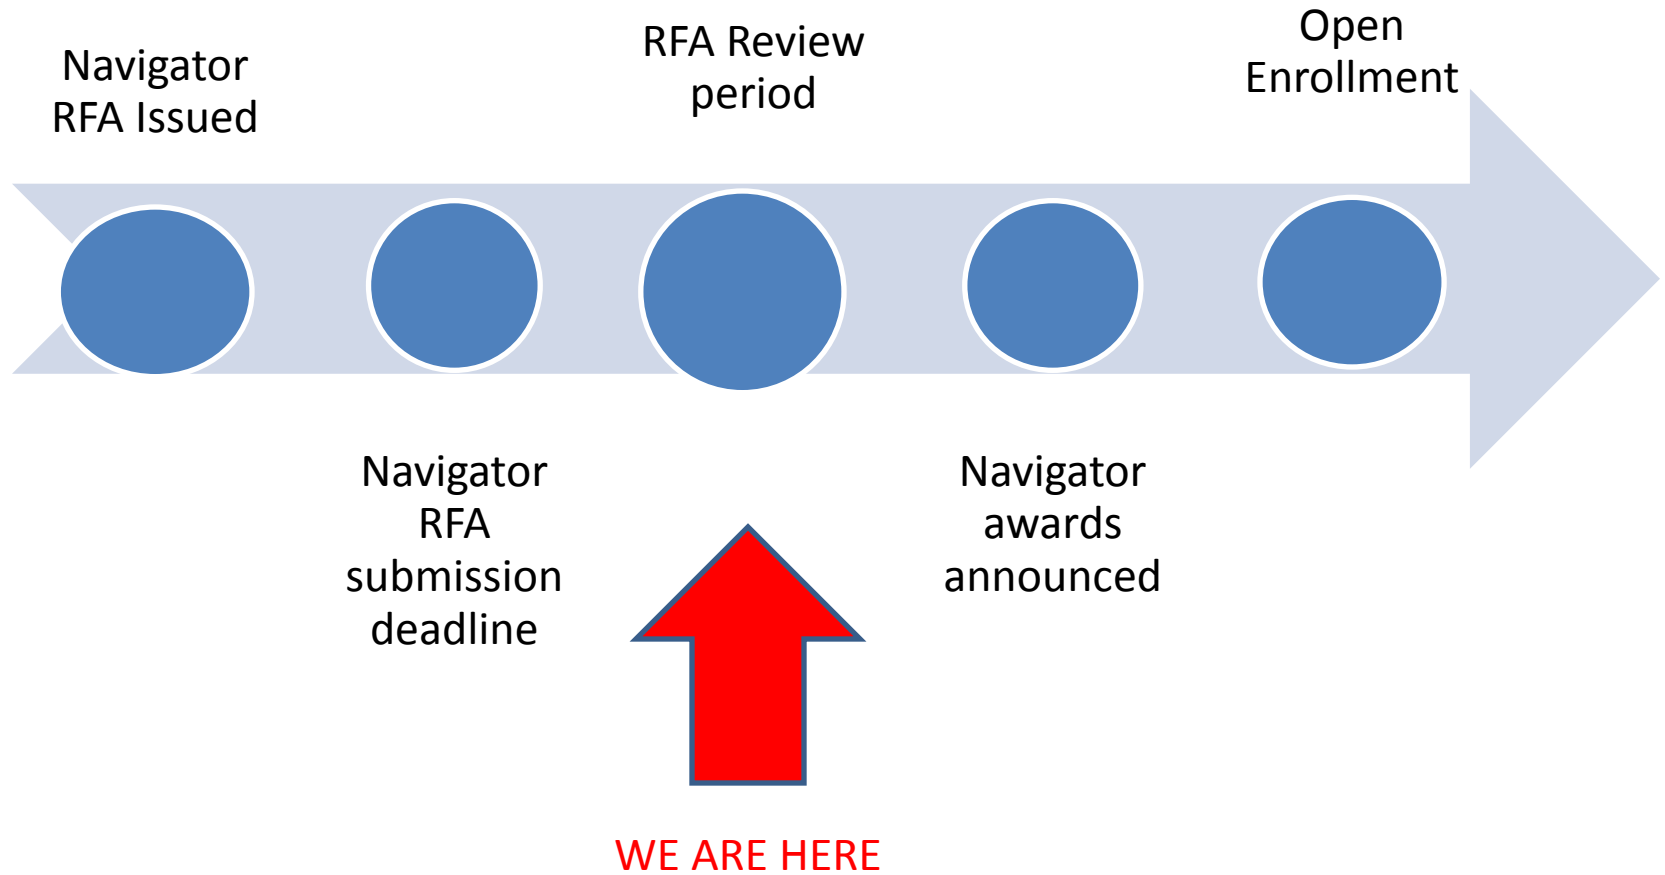 Navigator
RFA Issued
Navigator
RFA
submission
deadline
RFA Review
period
Navigator
awards
announced
Open
Enrollment
WE ARE HERE